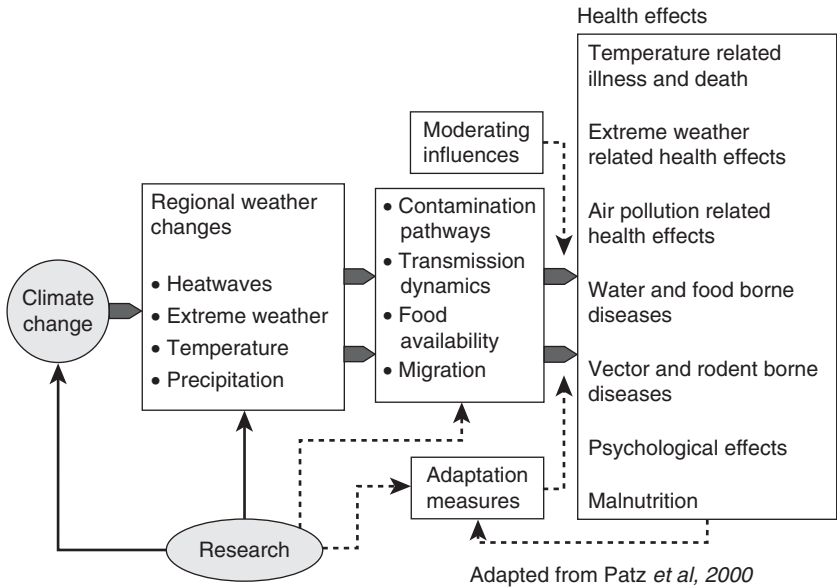 Health effects
Temperature related
illness and death
Extreme weather
related health effects
Air pollution related
health effects
Water and food borne
diseases
Vector and rodent borne
diseases
Psychological effects
Malnutrition
Moderating
influences
Regional weather
changes
• Heatwaves
• Extreme weather
• Temperature
• Precipitation
• Contamination
pathways
• Transmission
dynamics
• Food
availability
• Migration
Climate
change
Adaptation
measures
Research
Adapted from Patz et al, 2000